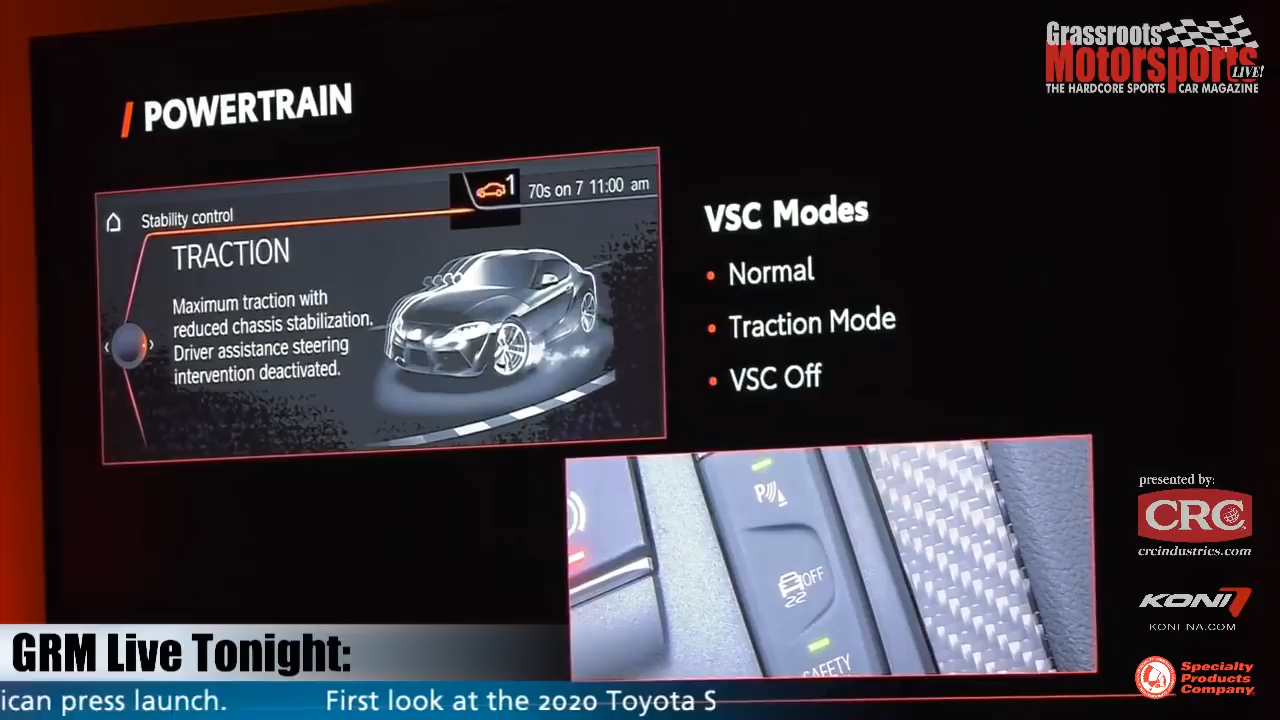 Grassroots
Motorsports
LIVE!
THE HARDCORE SPORTS CAR MAGAZINE
/ POWERTRAIN
1
70s on 7 11:00 am
Stability control
TRACTION
Maximum traction with
reduced chassis stabilization.
Driver assistance steering
intervention deactivated.
VSC Modes
• Normal
• Traction Mode
• VSC Off
P
OFF
SAFETY
presented by:
CRC
crcindustries.com
KONI
KONI-NA.COM
Specialty
Products
Company
GRM Live Tonight:
ican press launch. First look at the 2020 Toyota S